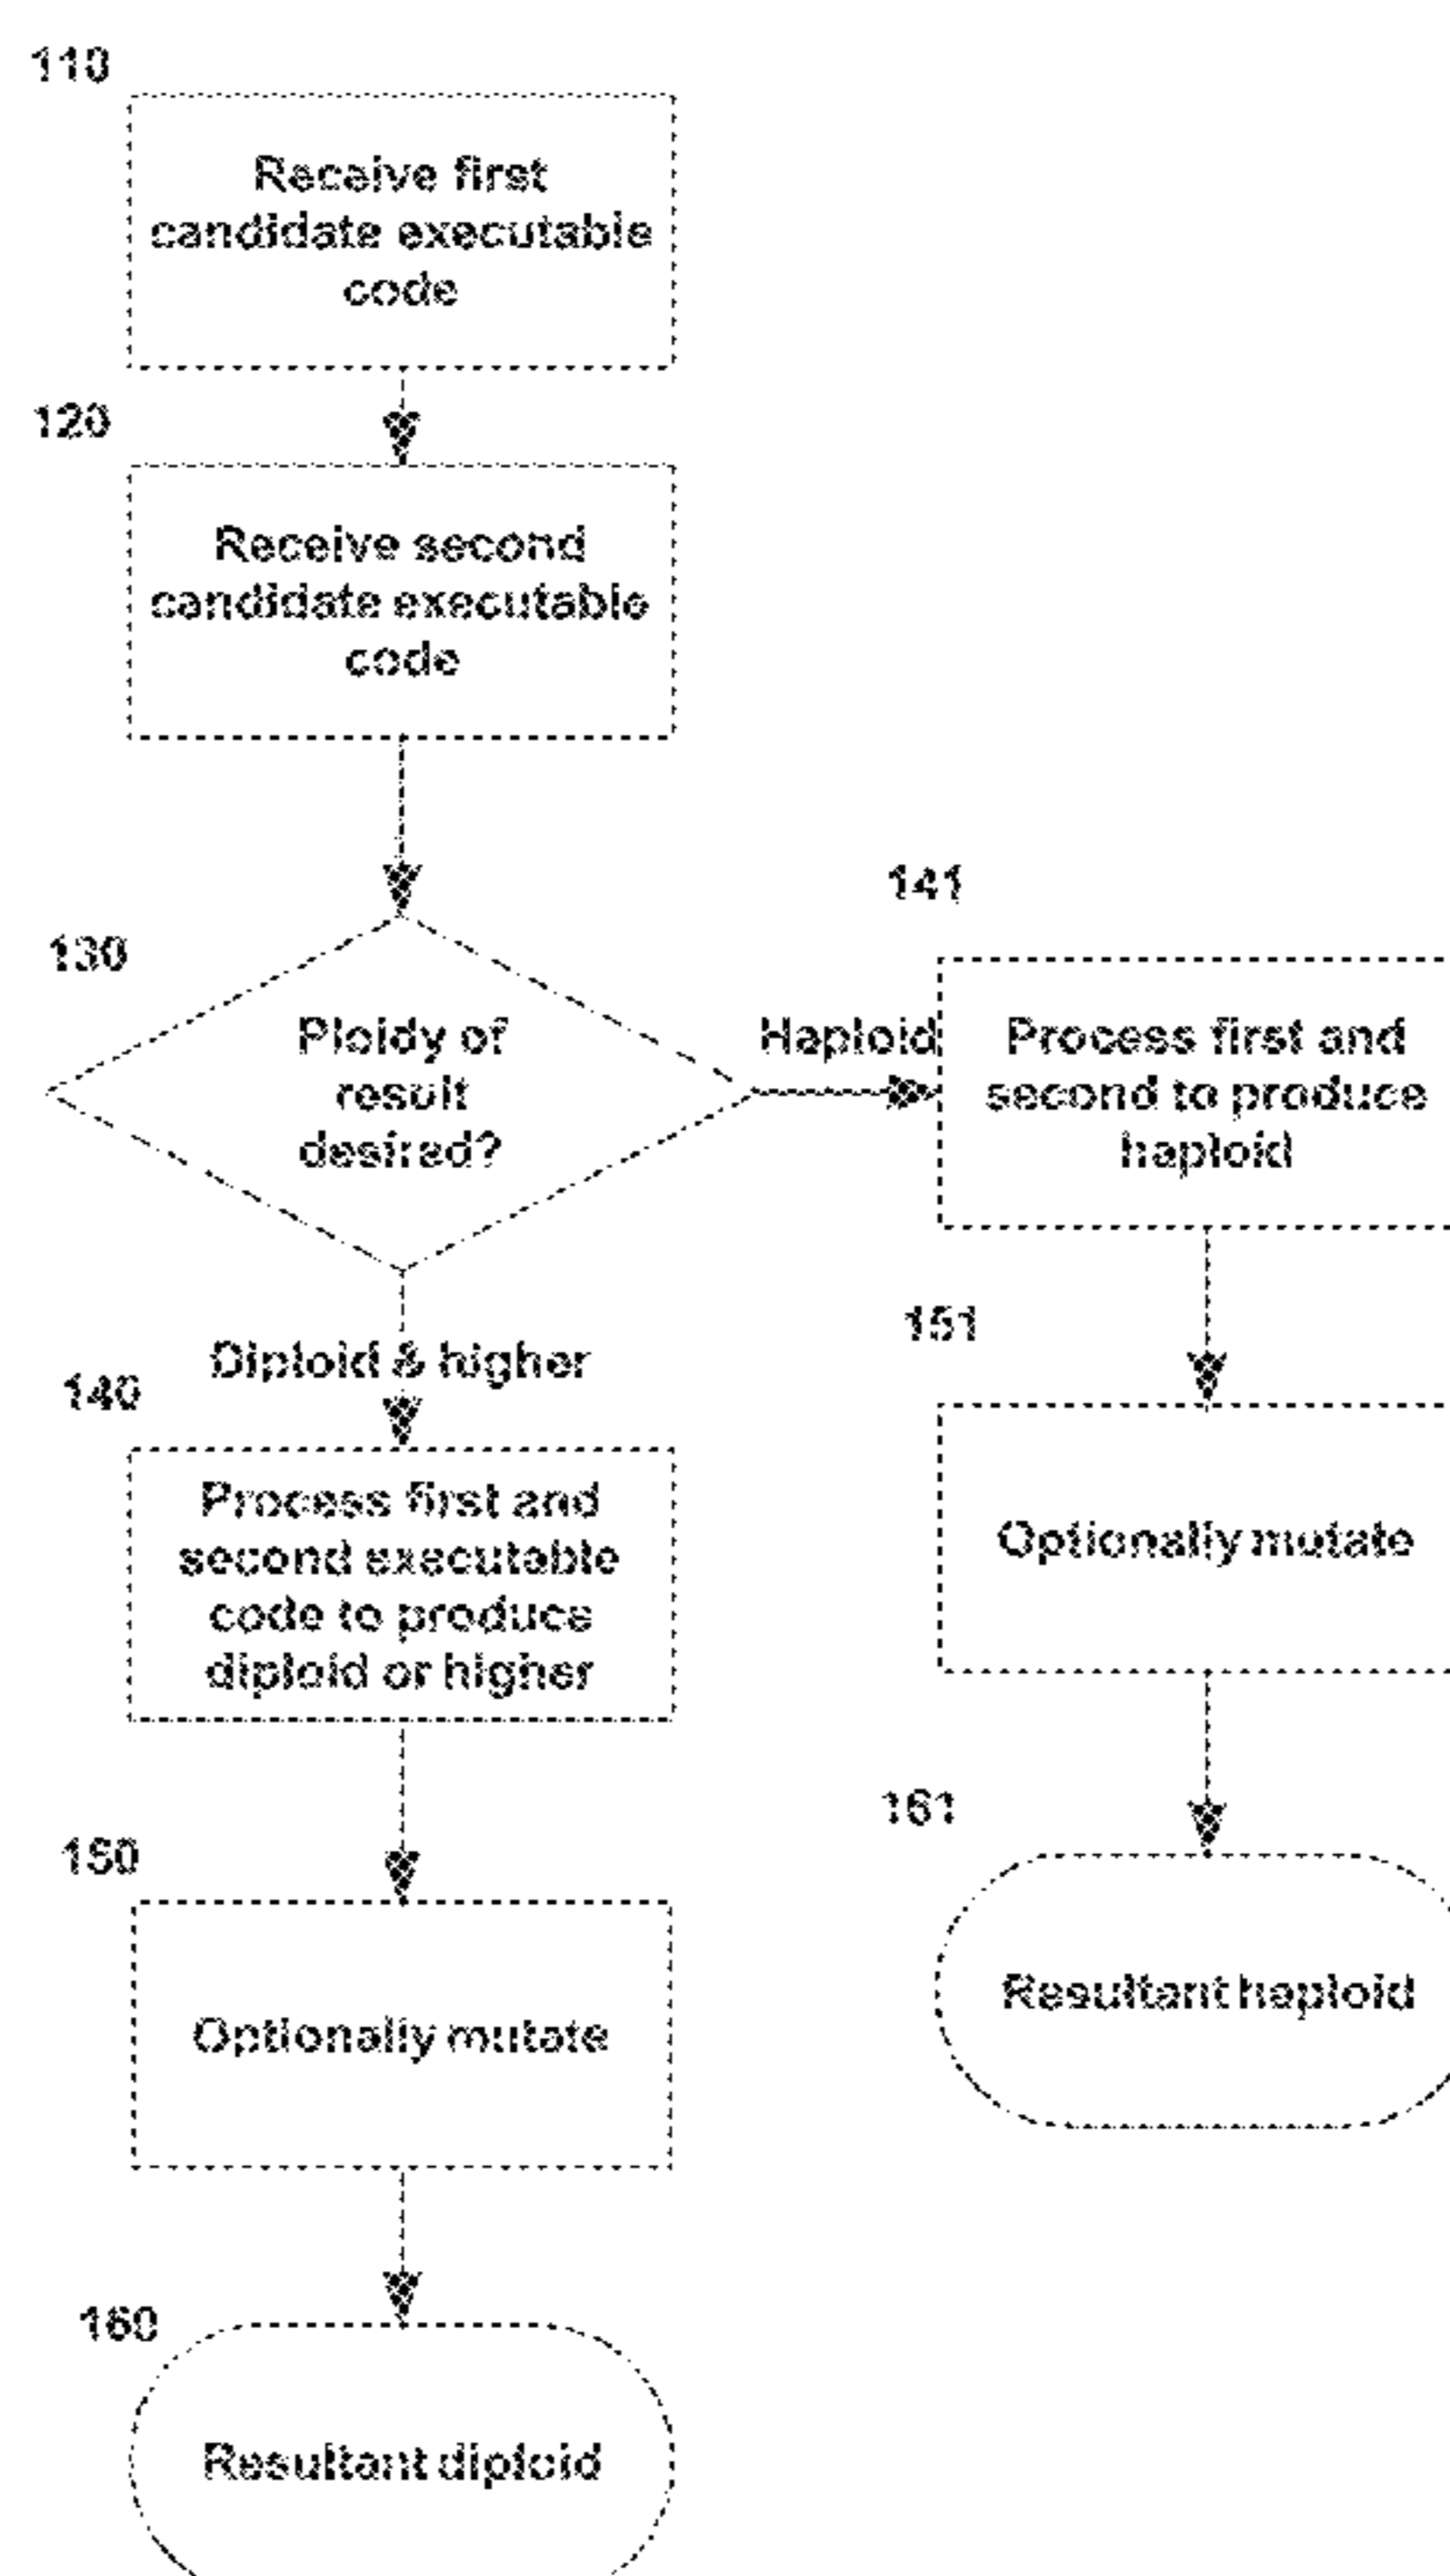 110
Receive first
candidate executable
code
120
Receive second
candidate executable
code
130
Ploidy of
result
desired?
Haploid
141
Process first and
second to produce
haploid
Diploid & higher
140
Process first and
second executable
code to produce
diploid or higher
151
Optionally mutate
150
Optionally mutate
161
Resultant haploid
160
Resultant diploid